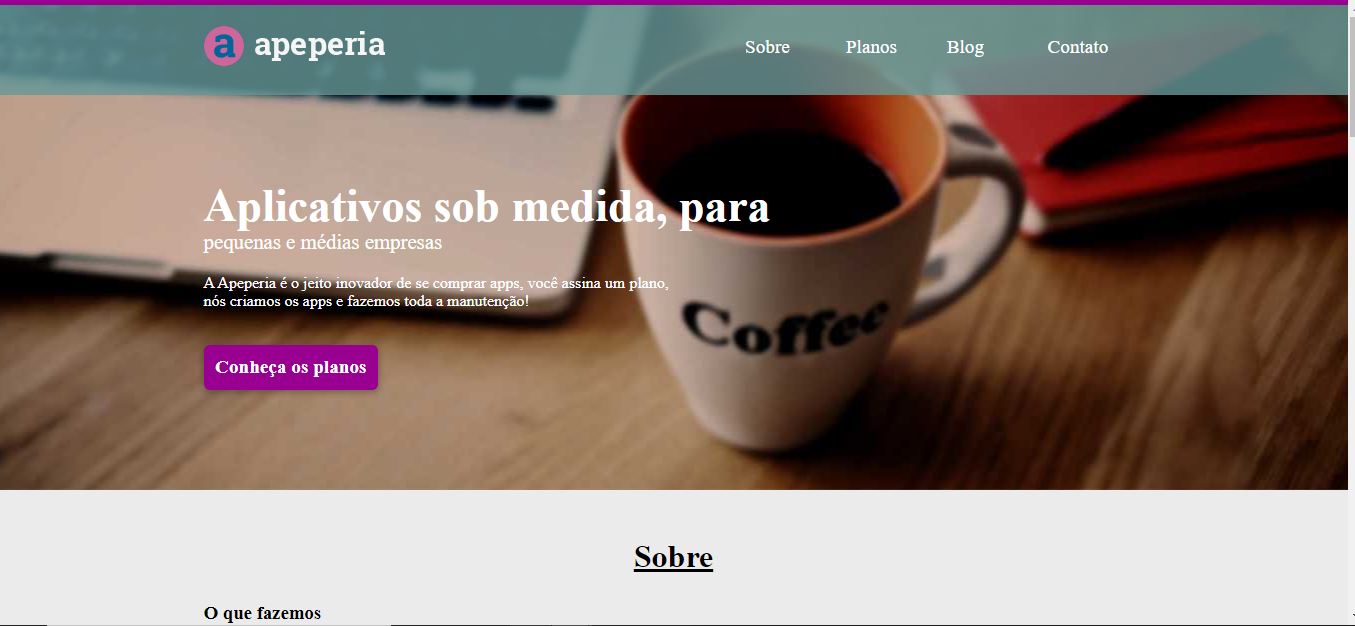 a apeperia
Sobre Planos Blog Contato
Aplicativos sob medida, para
pequenas e médias empresas
A Apeperia é o jeito inovador de se comprar apps, você assina um plano,
nós criamos os apps e fazemos toda a manutenção!
Coffee
Conheça os planos
Sobre
O que fazemos